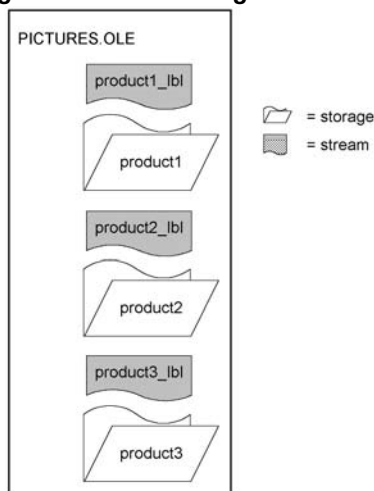 PICTURES.OLE
product1_lbl
product1
product2_lbl
product2
product3_lbl
product3
= storage
= stream